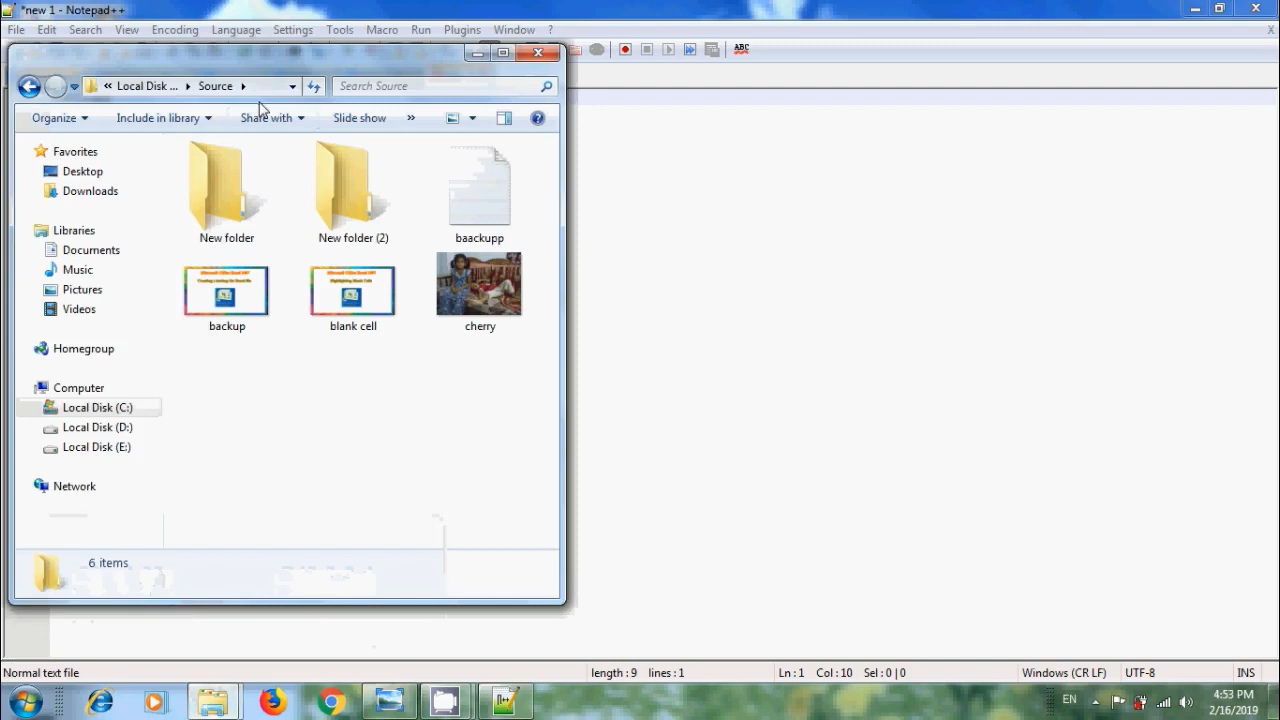 *new 1 - Notepad++
File Edit Search View Encoding Language Settings Tools Macro Run Plugins Window ? X
ABC
« Local Disk ... Source Search Source
Organize Include in library Share with Slide show »
Favorites
Desktop
Downloads
Libraries
Documents
Music
Pictures
Videos
Homegroup
Computer
Local Disk (C:)
Local Disk (D:)
Local Disk (E:)
Network
New folder New folder (2) baackupp
backup blank cell cherry
6 items
Normal text file length : 9 lines : 1 Ln : 1 Col : 10 Sel : 0 | 0 Windows (CR LF) UTF-8 INS
EN 4:53 PM
2/16/2019